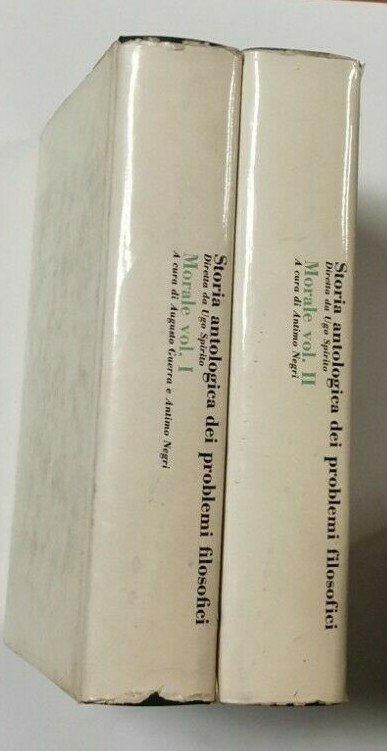 Storia antologica dei problemi filosofici
Diretta da Ugo Spirito
Morale vol. I
A cura di Augusto Guerra e Antimo Negri
Storia antologica dei problemi filosofici
Diretta da Ugo Spirito
Morale vol. II
A cura di Antimo Negri